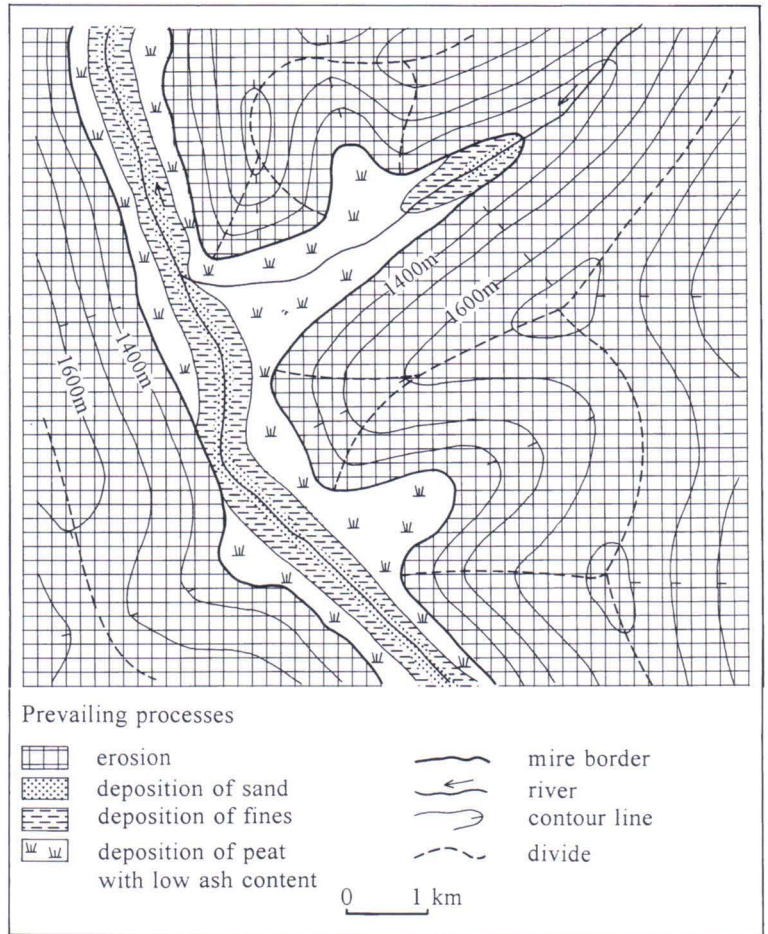 1400m
1600m
1400m
1600m
Prevailing processes
erosion
deposition of sand
deposition of fines
deposition of peat
with low ash content
mire border
river
contour line
divide
0 1 km